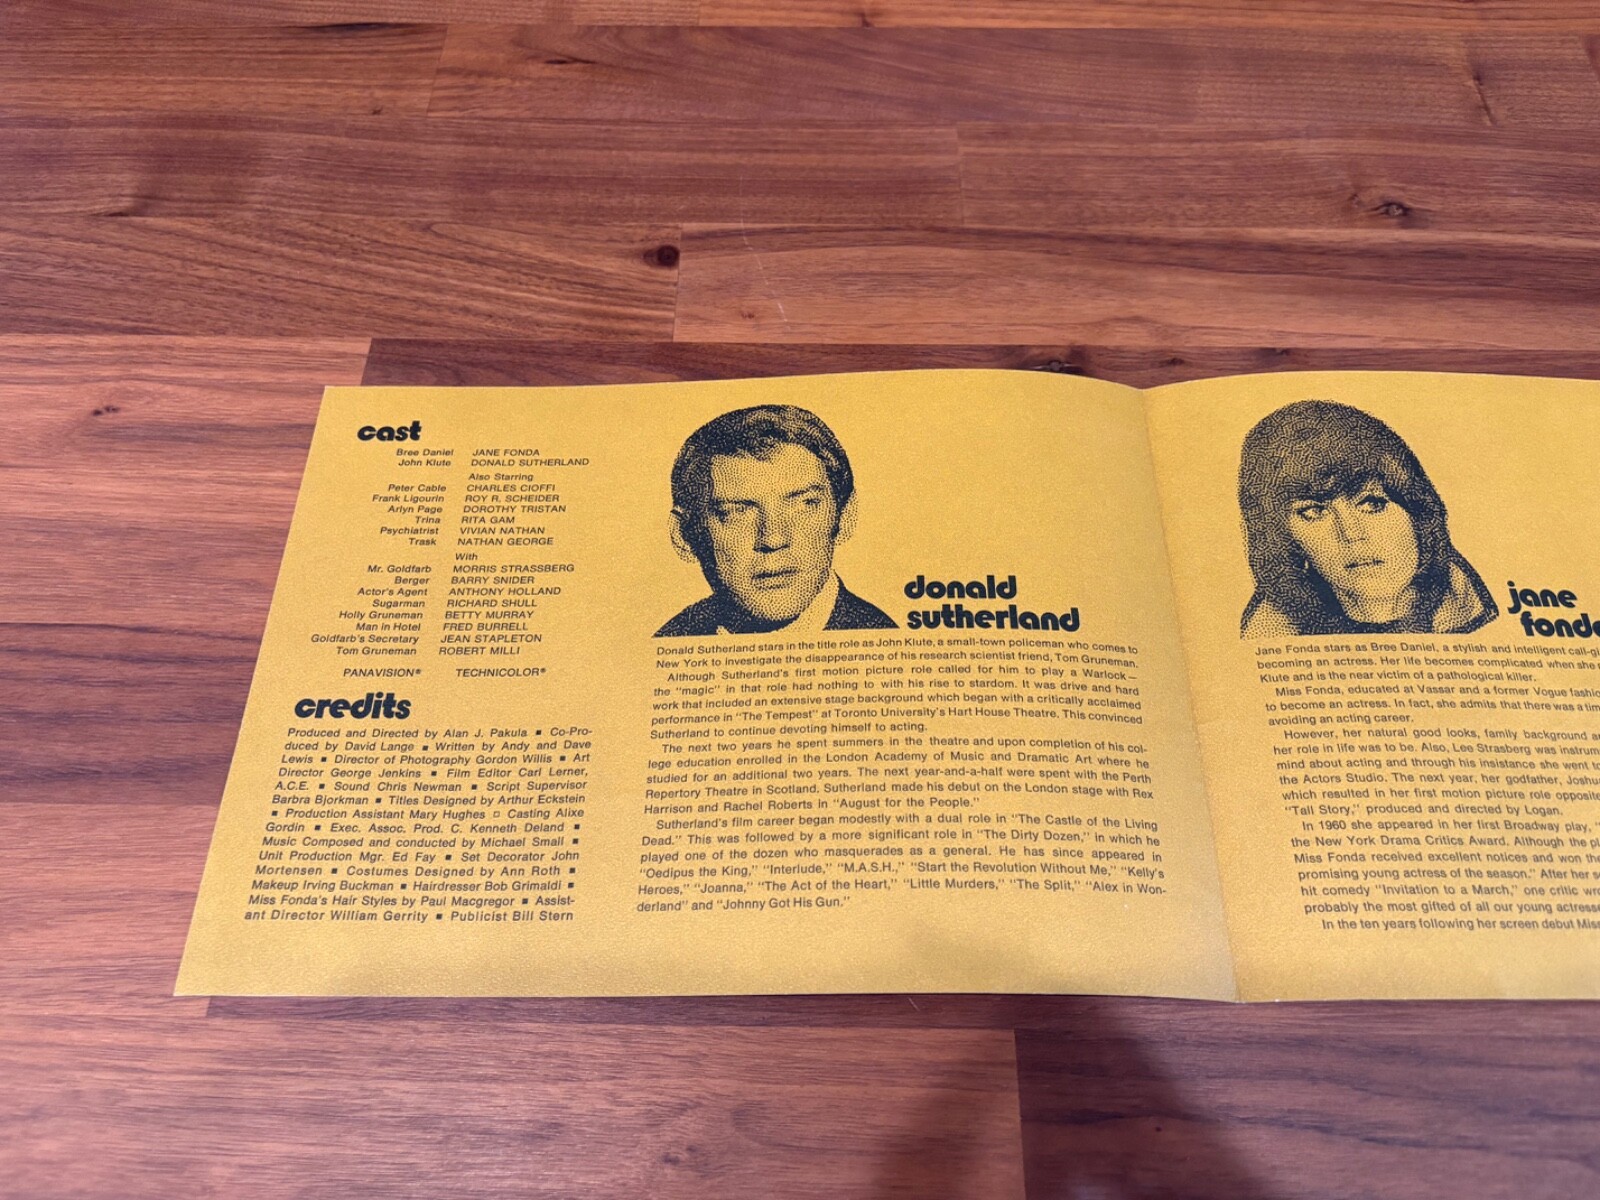 cast
Bree Daniel JANE FONDA
John Klute DONALD SUTHERLAND
Also Starring
Peter Cable CHARLES CIOFFI
Frank Ligourin ROY R. SCHEIDER
Arlyn Page DOROTHY TRISTAN
Trina RITA GAM
Psychiatrist VIVIAN NATHAN
Trask NATHAN GEORGE
With
Mr. Goldfarb MORRIS STRASSBERG
Berger BARRY SNIDER
Actor's Agent ANTHONY HOLLAND
Sugarman RICHARD SHULL
Holly Gruneman BETTY MURRAY
Man in Hotel FRED BURRELL
Goldfarb's Secretary JEAN STAPLETON
Tom Gruneman ROBERT MILLI
PANAVISION® TECHNICOLOR®
credits
Produced and Directed by Alan J. Pakula ■ Co-Pro-
duced by David Lange ■ Written by Andy and Dave
Lewis ■ Director of Photography Gordon Willis ■ Art
Director George Jenkins ■ Film Editor Carl Lerner,
A.C.E. ■ Sound Chris Newman ■ Script Supervisor
Barbra Bjorkman ■ Titles Designed by Arthur Eckstein
■ Production Assistant Mary Hughes □ Casting Alixe
Gordin ■ Exec. Assoc. Prod. C. Kenneth Deland ■
Music Composed and conducted by Michael Small ■
Unit Production Mgr. Ed Fay ■ Set Decorator John
Mortensen ■ Costumes Designed by Ann Roth ■
Makeup Irving Buckman ■ Hairdresser Bob Grimaldi ■
Miss Fonda's Hair Styles by Paul Macgregor ■ Assist-
ant Director William Gerrity ■ Publicist Bill Stern
donald
sutherland
Donald Sutherland stars in the title role as John Klute, a small-town policeman who comes to
New York to investigate the disappearance of his research scientist friend, Tom Gruneman.
Although Sutherland's first motion picture role called for him to play a Warlock—
the "magic" in that role had nothing to with his rise to stardom. It was drive and hard
work that included an extensive stage background which began with a critically acclaimed
performance in "The Tempest" at Toronto University's Hart House Theatre. This convinced
Sutherland to continue devoting himself to acting.
The next two years he spent summers in the theatre and upon completion of his col-
lege education enrolled in the London Academy of Music and Dramatic Art where he
studied for an additional two years. The next year-and-a-half were spent with the Perth
Repertory Theatre in Scotland. Sutherland made his debut on the London stage with Rex
Harrison and Rachel Roberts in "August for the People."
Sutherland's film career began modestly with a dual role in "The Castle of the Living
Dead." This was followed by a more significant role in "The Dirty Dozen," in which he
played one of the dozen who masquerades as a general. He has since appeared in
"Oedipus the King," "Interlude," "M.A.S.H.," "Start the Revolution Without Me," "Kelly's
Heroes," "Joanna," "The Act of the Heart," "Little Murders," "The Split," "Alex in Won-
derland" and "Johnny Got His Gun."
jane
fonda
Jane Fonda stars as Bree Daniel, a stylish and intelligent call-gi
becoming an actress. Her life becomes complicated when she
Klute and is the near victim of a pathological killer.
Miss Fonda, educated at Vassar and a former Vogue fashio
to become an actress. In fact, she admits that there was a tim
avoiding an acting career.
However, her natural good looks, family background a
her role in life was to be. Also, Lee Strasberg was instrum
mind about acting and through his insistance she went to
the Actors Studio. The next year, her godfather, Joshu
which resulted in her first motion picture role opposite
"Tall Story," produced and directed by Logan.
In 1960 she appeared in her first Broadway play, "
the New York Drama Critics Award. Although the pl
Miss Fonda received excellent notices and won the
promising young actress of the season." After her s
hit comedy "Invitation to a March," one critic wro
probably the most gifted of all our young actresse
In the ten years following her screen debut Miss